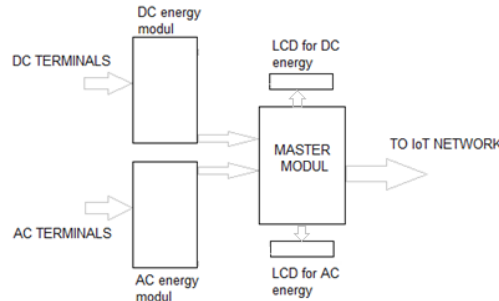 DC energy
modul
LCD for DC
energy
DC TERMINALS
MASTER
MODUL
TO IoT NETWORK
AC TERMINALS
AC energy
modul
LCD for AC
energy